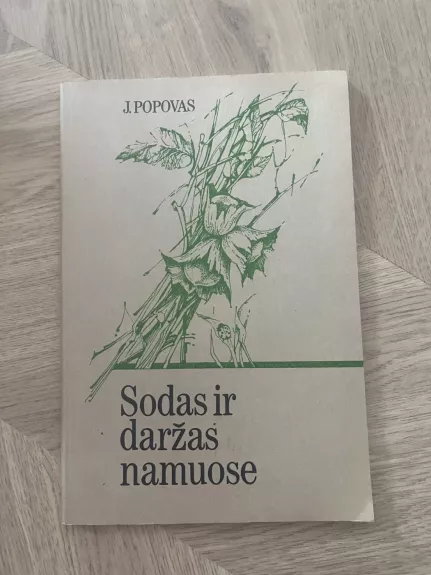 J. POPOVAS
Sodas ir
daržas
namuose